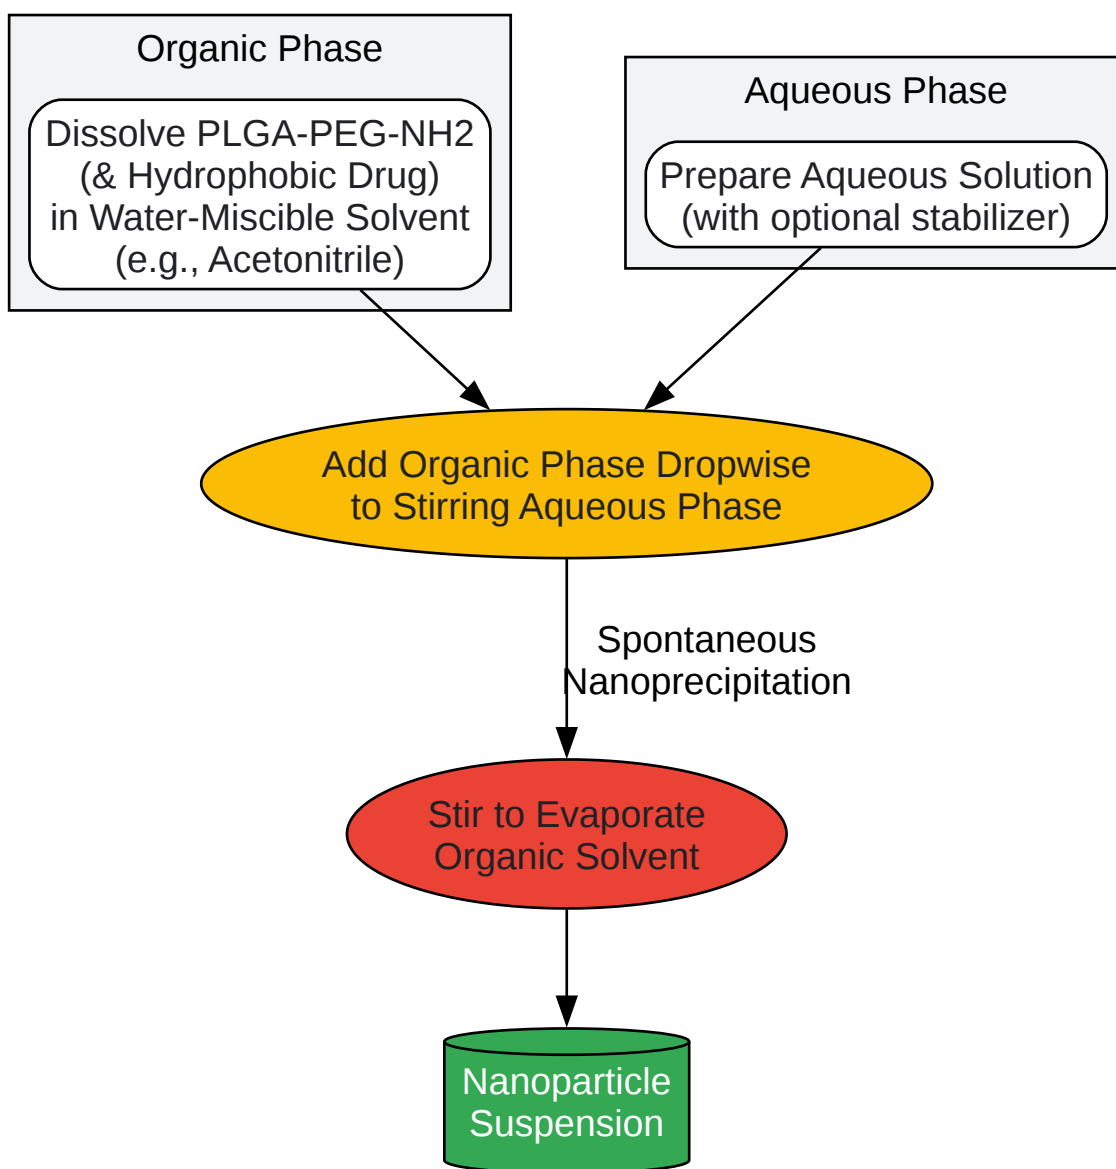 Organic Phase
Dissolve PLGA-PEG-NH2
(& Hydrophobic Drug)
in Water-Miscible Solvent
(e.g., Acetonitrile)
Aqueous Phase
Prepare Aqueous Solution
(with optional stabilizer)
Add Organic Phase Dropwise
to Stirring Aqueous Phase
Spontaneous
Nanoprecipitation
Stir to Evaporate
Organic Solvent
Nanoparticle
Suspension